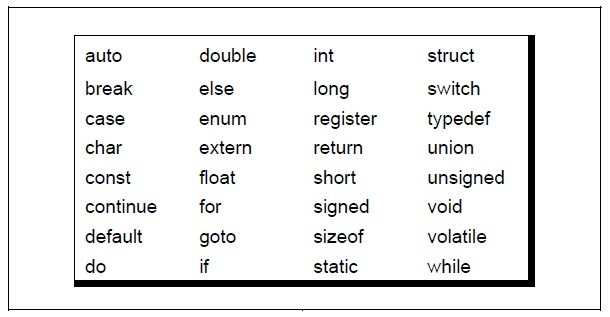 auto double int struct
break else long switch
case enum register typedef
char extern return union
const float short unsigned
continue for signed void
default goto sizeof volatile
do if static while